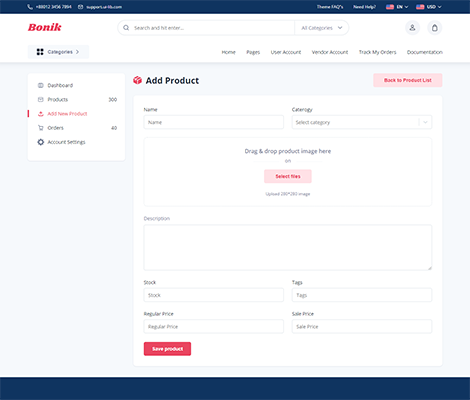 +88012 3456 7894 support.ui-lib.com Theme FAQ's Need Help? EN USD
Bonik Search and hit enter... All Categories
Categories Home Pages User Account Vendor Account Track My Orders Documentation
Dashboard
Products 300
Add New Product
Orders 40
Account Settings
Add Product Back to Product List
Name Caterogy
Name Select category
Drag & drop product image here
on
Select files
Upload 280*280 image
Description
Stock Tags
Stock Tags
Regular Price Sale Price
Regular Price Sale Price
Save product